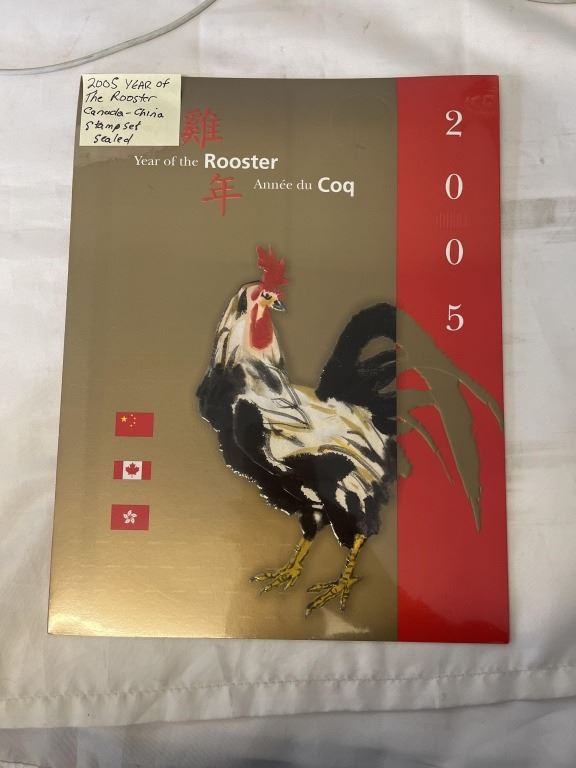 2005 YEAR OF
The Rooster
Canada-China
Stamp set
Sealed
雞
Year of the Rooster
年
Année du Coq
2
0
0
5